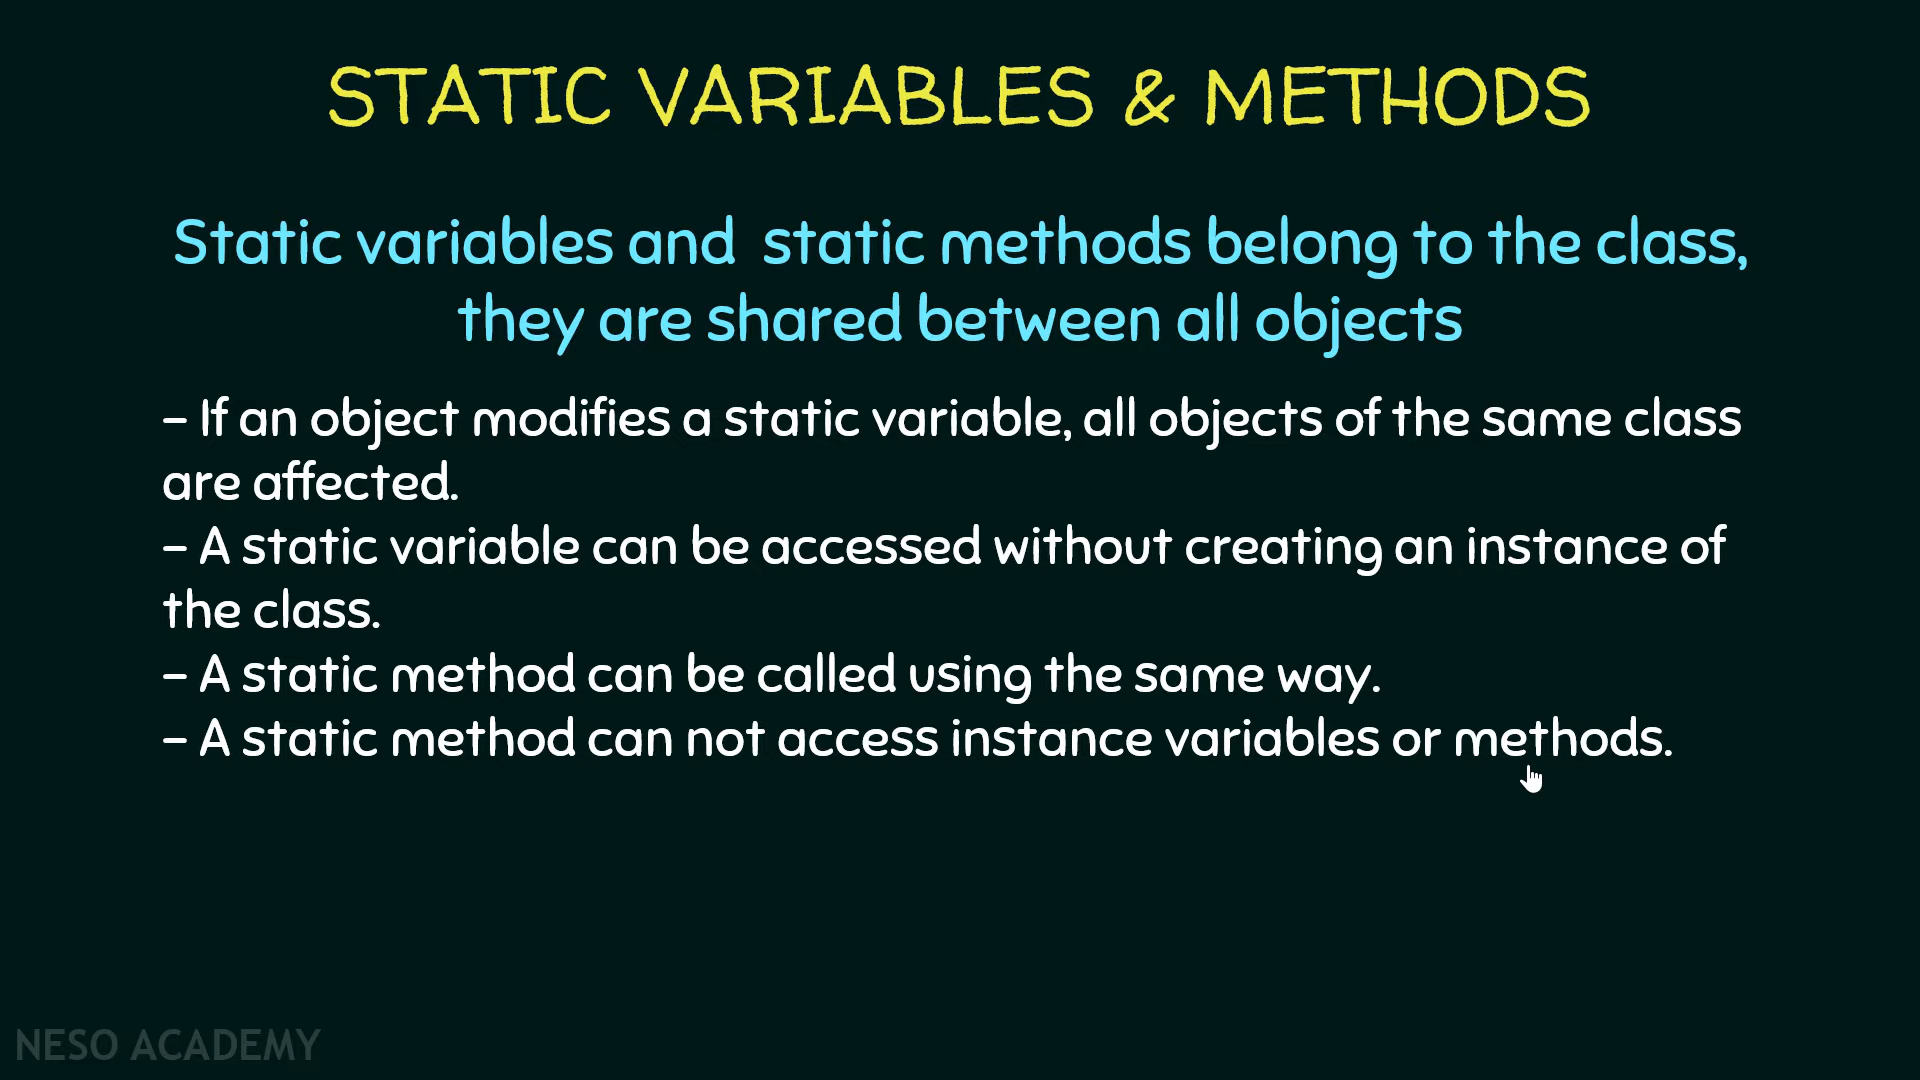 STATIC VARIABLES & METHODS
Static variables and static methods belong to the class,
they are shared between all objects
– If an object modifies a static variable, all objects of the same class
are affected.
– A static variable can be accessed without creating an instance of
the class.
– A static method can be called using the same way.
– A static method can not access instance variables or methods.
NESO ACADEMY